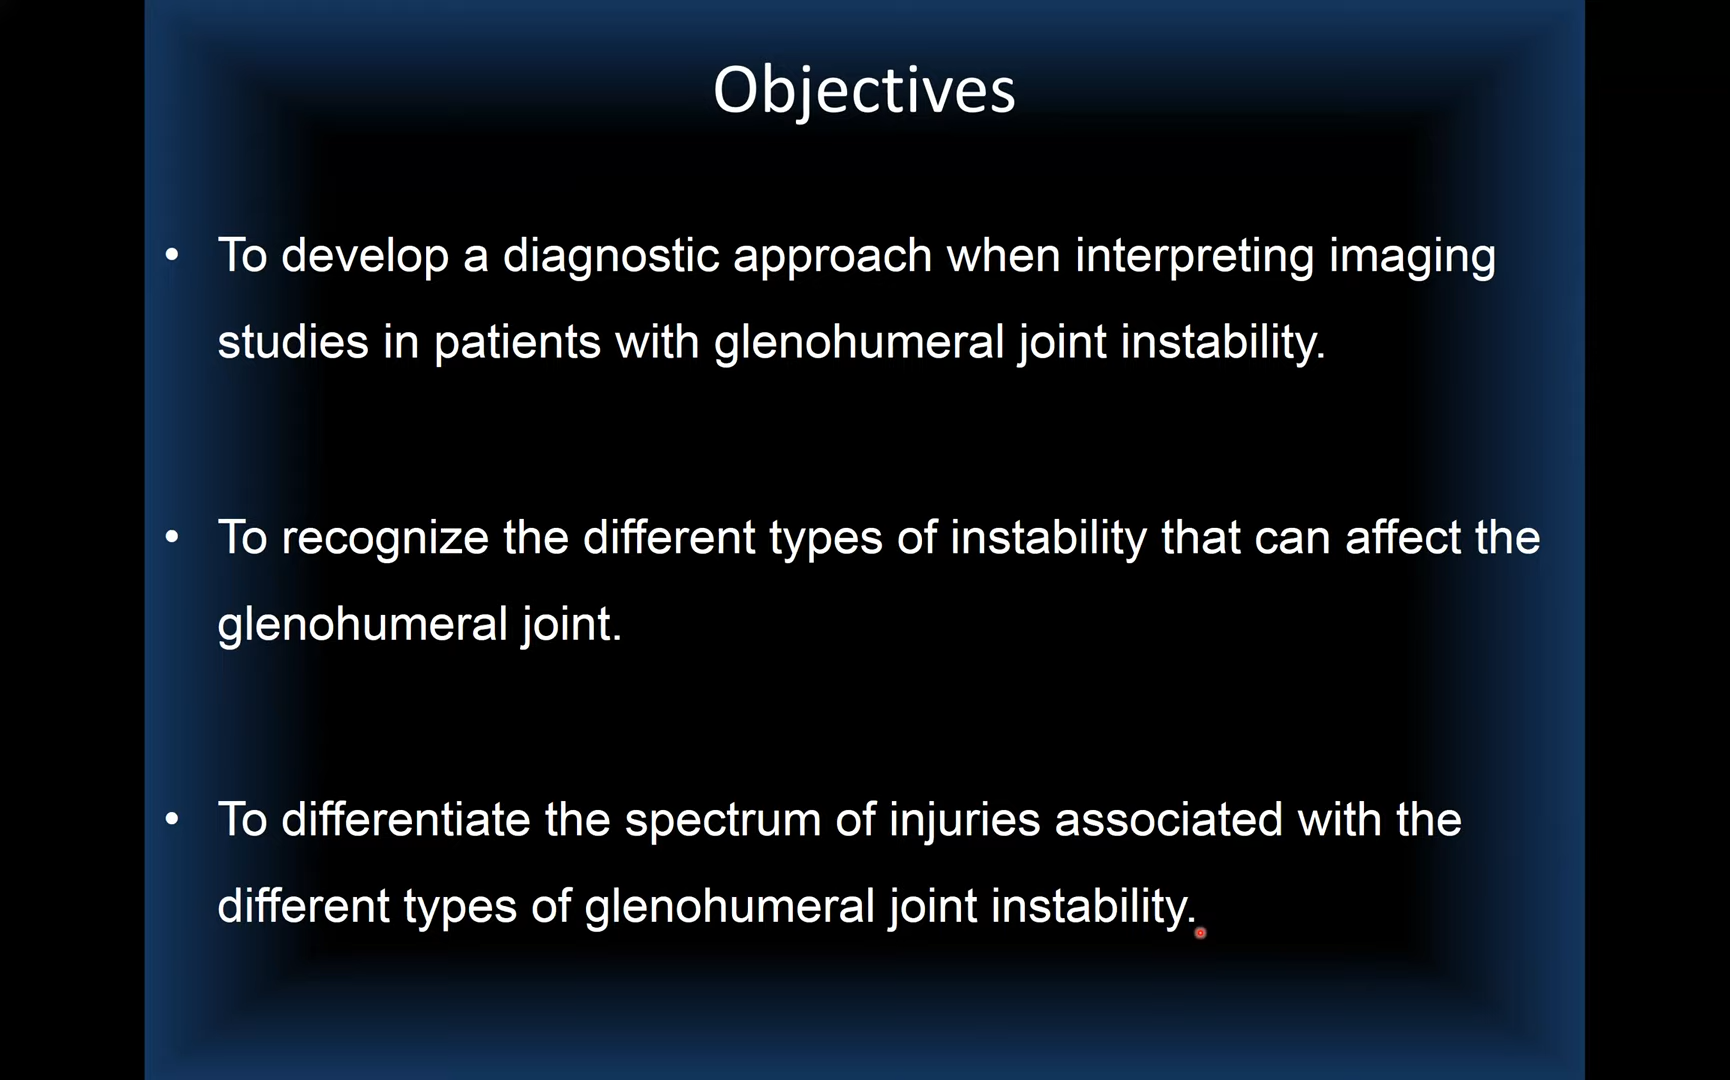 Objectives
• To develop a diagnostic approach when interpreting imaging
studies in patients with glenohumeral joint instability.
• To recognize the different types of instability that can affect the
glenohumeral joint.
• To differentiate the spectrum of injuries associated with the
different types of glenohumeral joint instability.